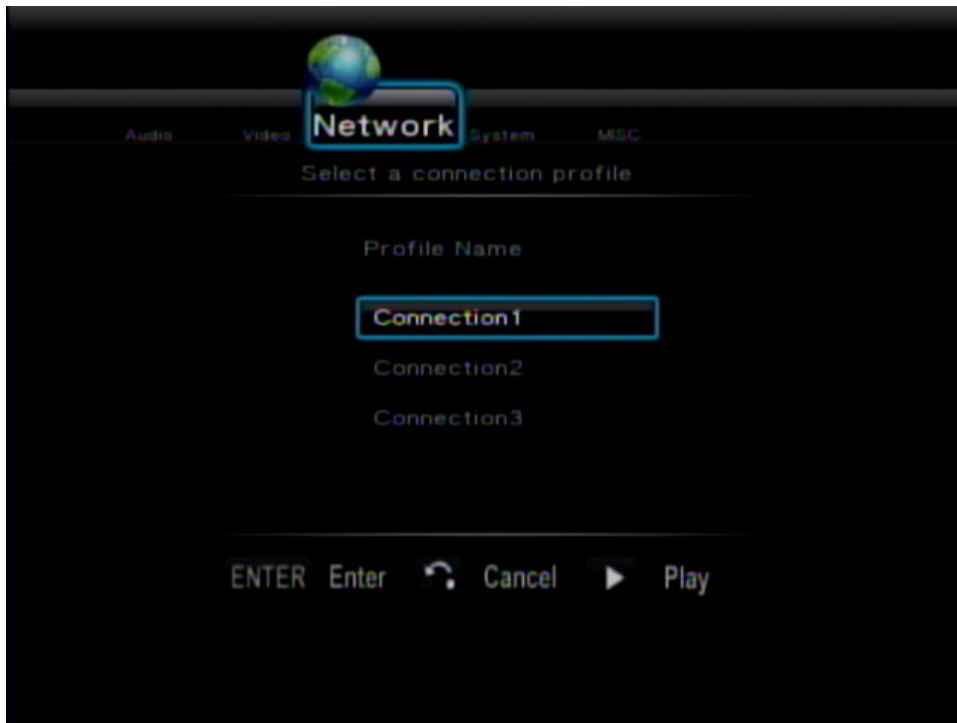 Audio Video Network System MISC
Select a connection profile
Profile Name
Connection1
Connection2
Connection3
ENTER Enter Cancel Play